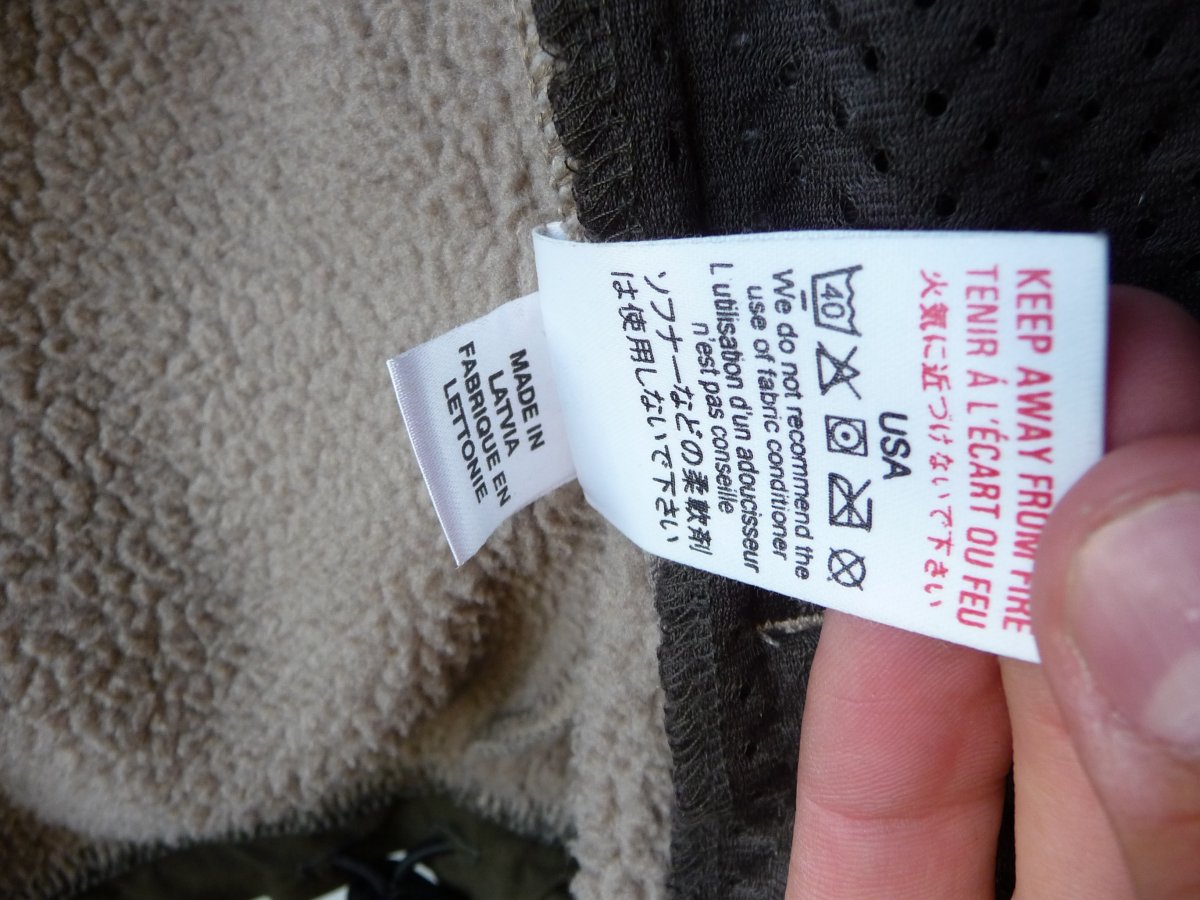 KEEP AWAY FROM FIRE
TENIR Á L'ÉCART OU FEU
火気に近づけないで下さい
USA
40
We do not recommend the
use of fabric conditioner
L'utilisation d'un adoucisseur
n'est pas conseille
ソフナーなどの柔軟剤
は使用しないで下さい
MADE IN
LATVIA
FABRIQUE EN
LETTONIE